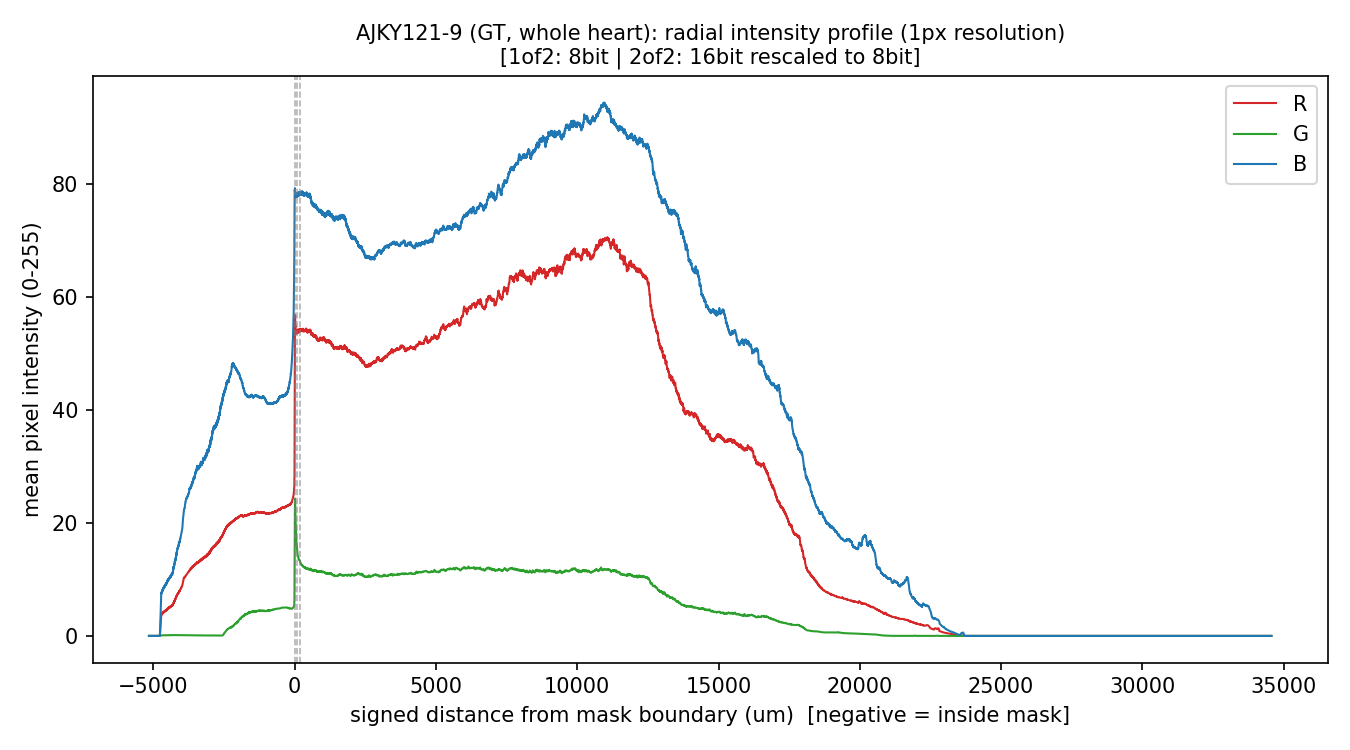 AJKY121-9 (GT, whole heart): radial intensity profile (1px resolution)
[1of2: 8bit | 2of2: 16bit rescaled to 8bit]
R
G
B
mean pixel intensity (0-255)
80
60
40
20
0
−5000 0 5000 10000 15000 20000 25000 30000 35000
signed distance from mask boundary (um)  [negative = inside mask]